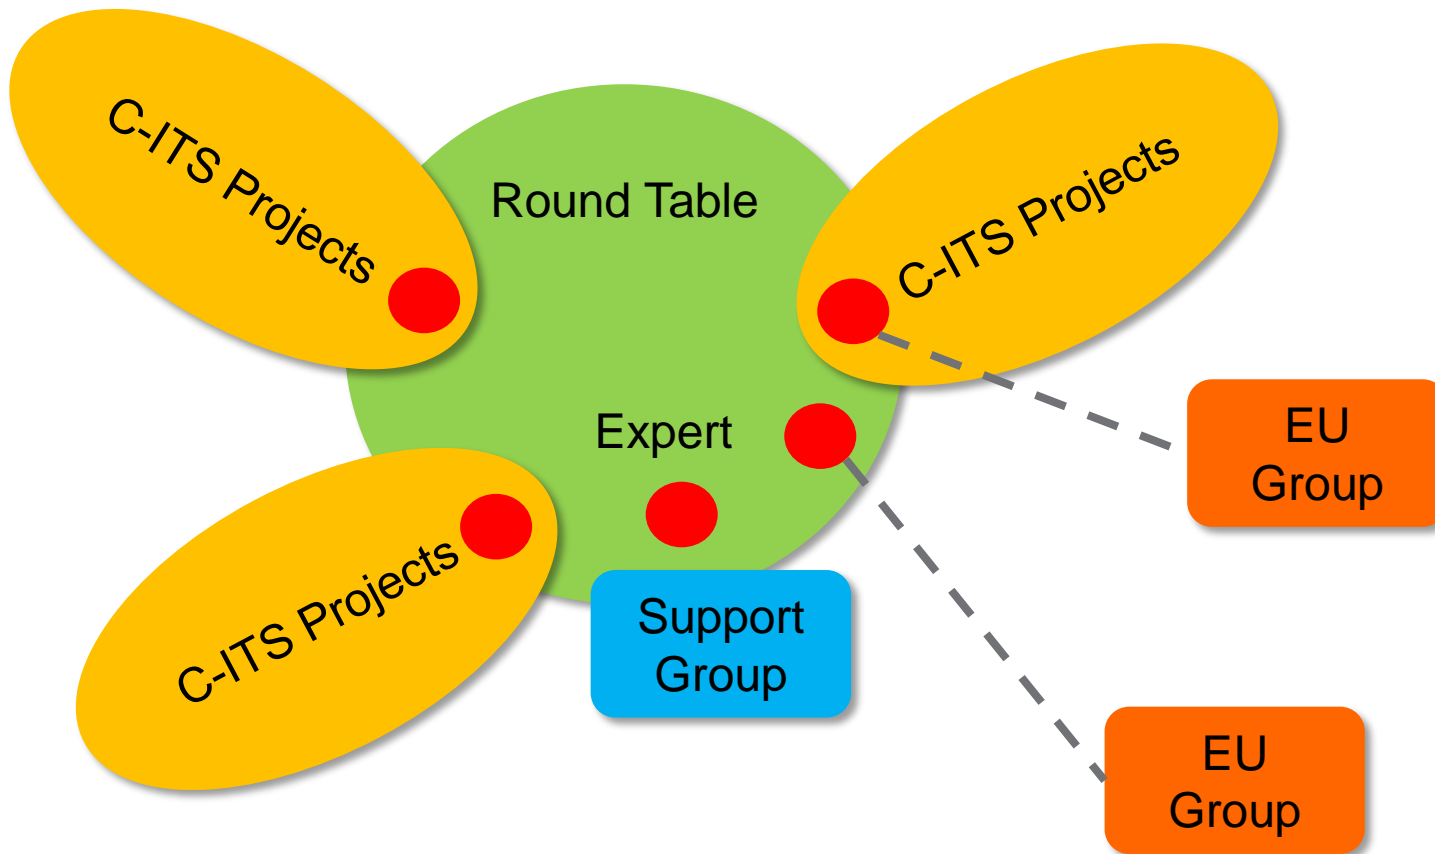 C-ITS Projects
Round Table
C-ITS Projects
Expert
EU
Group
C-ITS Projects
Support
Group
EU
Group